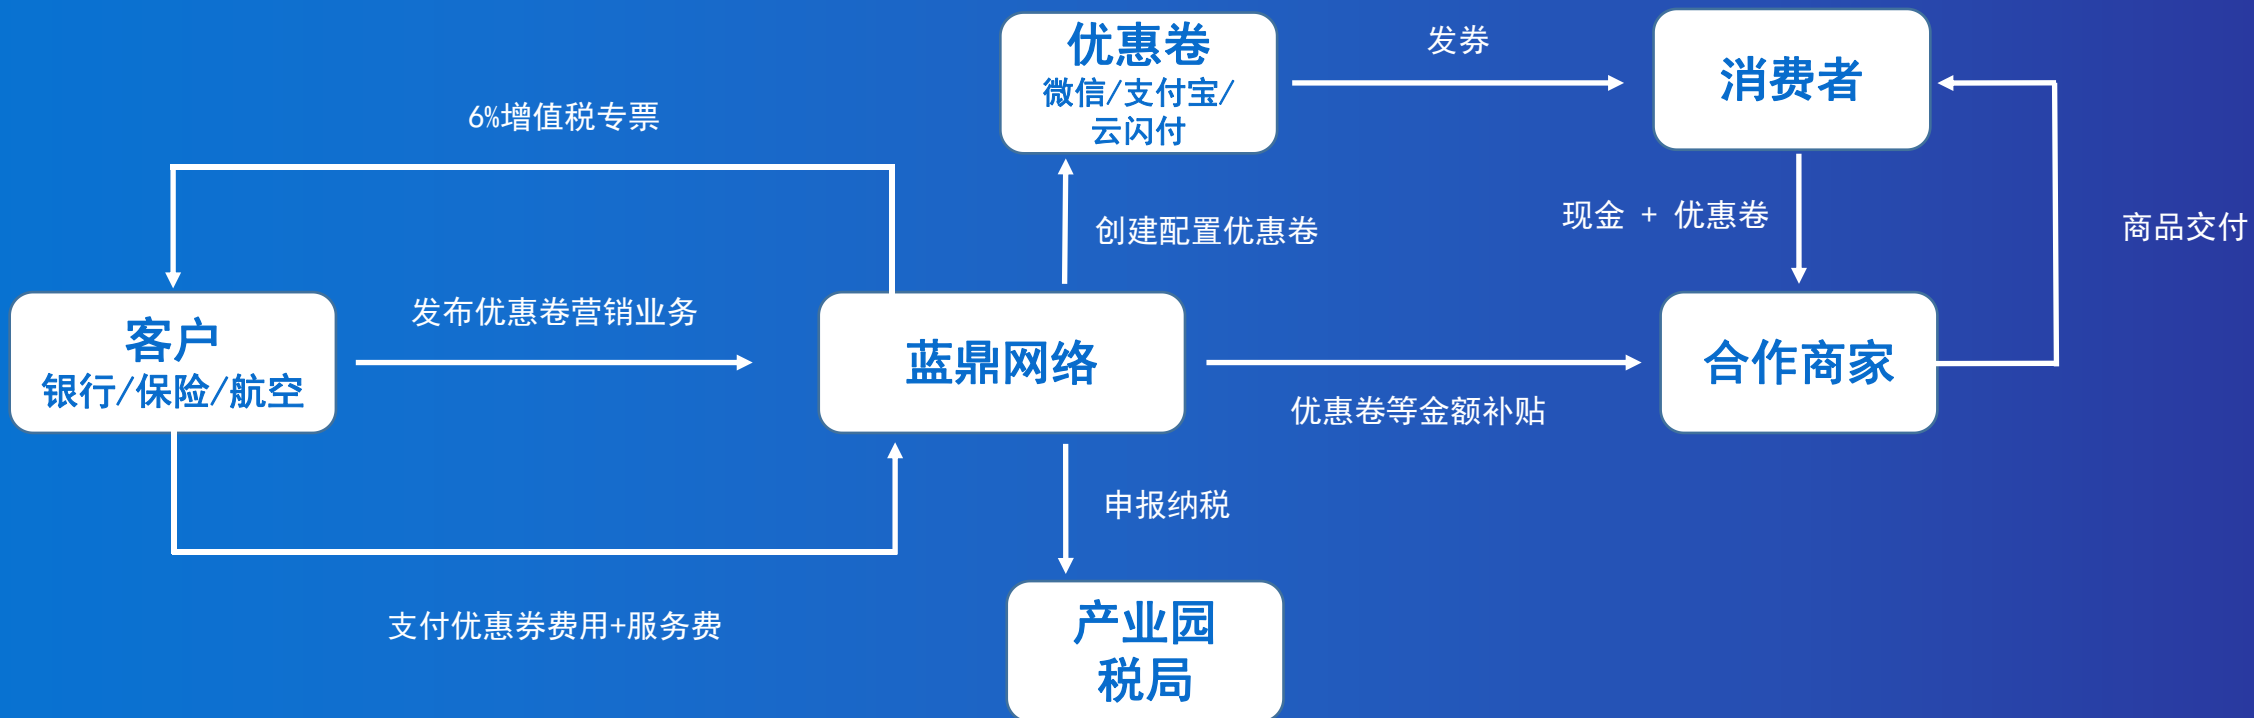 优惠卷
微信/支付宝/
云闪付
发券
消费者
6%增值税专票
创建配置优惠卷
现金 + 优惠卷
商品交付
客户
银行/保险/航空
发布优惠卷营销业务
蓝鼎网络
合作商家
优惠卷等金额补贴
申报纳税
支付优惠券费用+服务费
产业园
税局